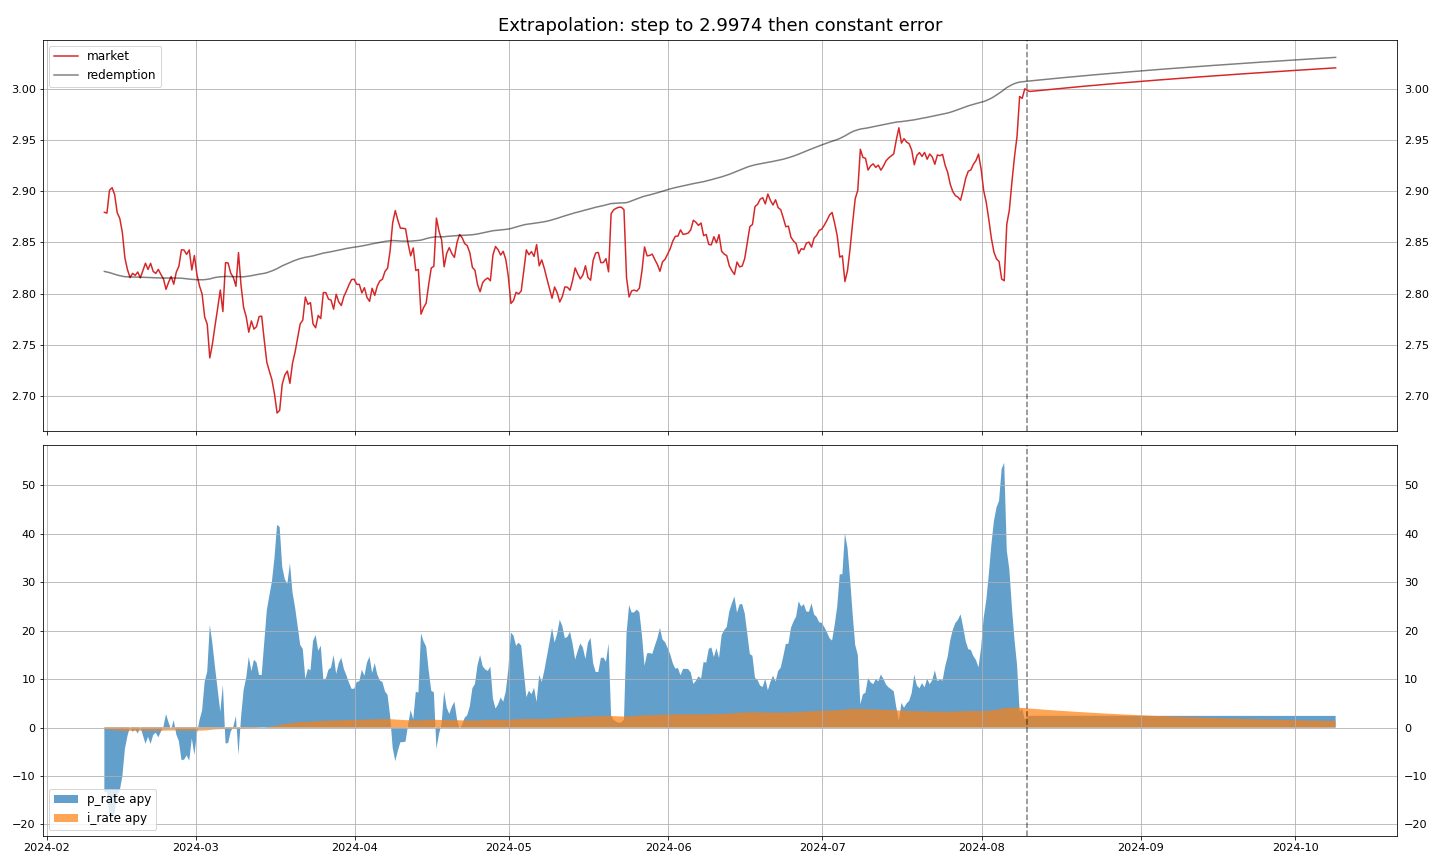 Extrapolation: step to 2.9974 then constant error
market
redemption
3.00 3.00
2.95 2.95
2.90 2.90
2.85 2.85
2.80 2.80
2.75 2.75
2.70 2.70
50 50
40 40
30 30
20 20
10 10
0 0
−10 −10
p_rate apy
i_rate apy
−20 −20
2024-02 2024-03 2024-04 2024-05 2024-06 2024-07 2024-08 2024-09 2024-10